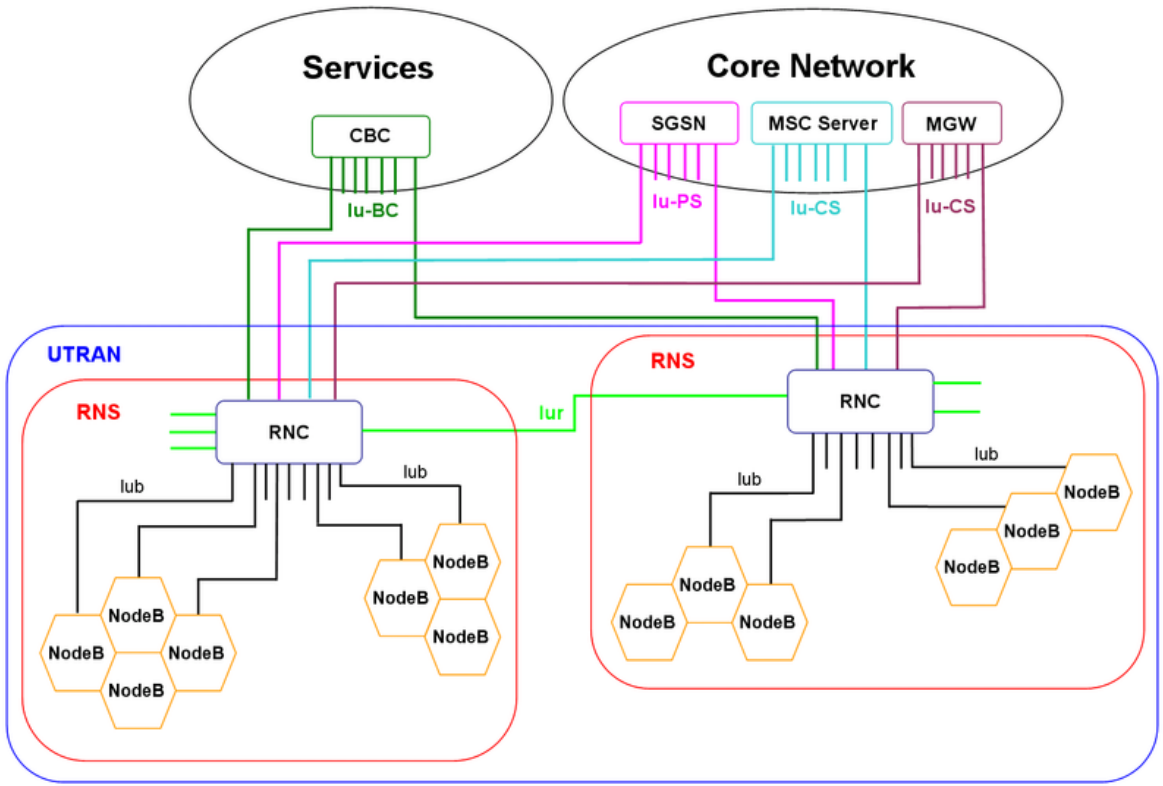 Services
Core Network
CBC
SGSN
MSC Server
MGW
Iu-BC
Iu-PS
Iu-CS
Iu-CS
UTRAN
RNS
RNS
RNC
Iur
RNC
Iub
Iub
Iub
Iub
NodeB
NodeB
NodeB
NodeB
NodeB
NodeB
NodeB
NodeB
NodeB
NodeB
NodeB
NodeB
NodeB